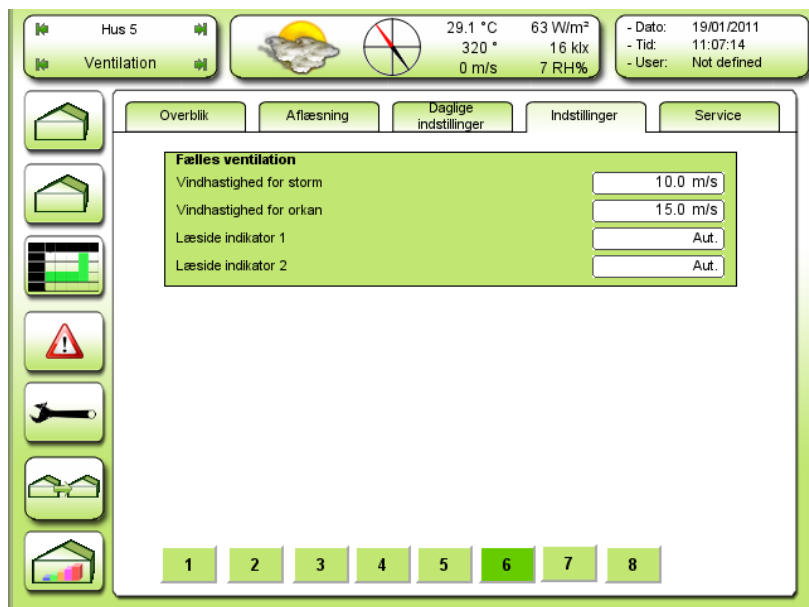 Hus 5
Ventilation
29.1 °C 63 W/m²
320 ° 16 klx
0 m/s 7 RH%
- Dato: 19/01/2011
- Tid: 11:07:14
- User: Not defined
Overblik
Aflæsning
Daglige
indstillinger
Indstillinger
Service
Fælles ventilation
Vindhastighed for storm 10.0 m/s
Vindhastighed for orkan 15.0 m/s
Læside indikator 1 Aut.
Læside indikator 2 Aut.
1 2 3 4 5 6 7 8